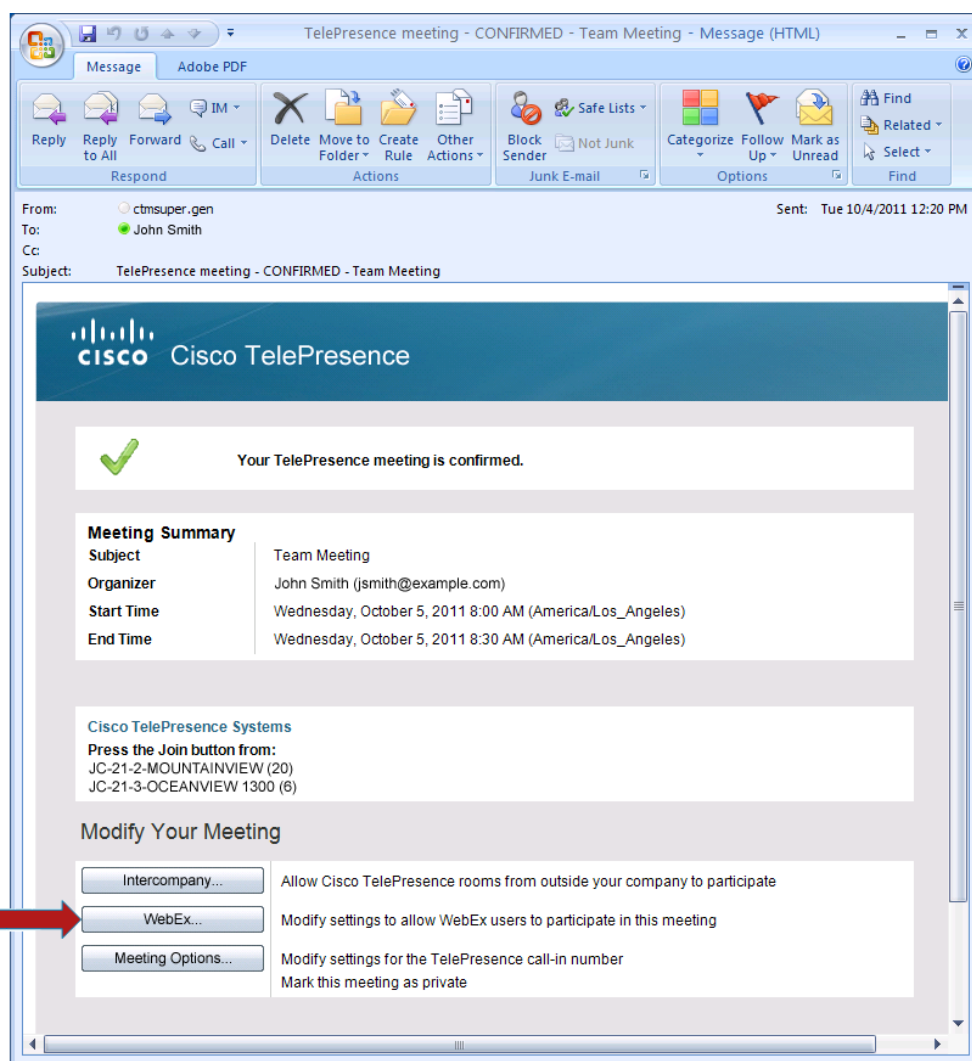 TelePresence meeting - CONFIRMED - Team Meeting - Message (HTML)
Message Adobe PDF
Reply
Reply to All
Forward
IM
Call
Respond
Delete
Move to Folder
Create Rule
Other Actions
Actions
Block Sender
Safe Lists
Not Junk
Junk E-mail
Categorize
Follow Up
Mark as Unread
Options
Find
Related
Select
Find
From: ctmsuper.gen Sent: Tue 10/4/2011 12:20 PM
To: John Smith
Cc:
Subject: TelePresence meeting - CONFIRMED - Team Meeting
CISCO Cisco TelePresence
Your TelePresence meeting is confirmed.
Meeting Summary
Subject Team Meeting
Organizer John Smith (jsmith@example.com)
Start Time Wednesday, October 5, 2011 8:00 AM (America/Los_Angeles)
End Time Wednesday, October 5, 2011 8:30 AM (America/Los_Angeles)
Cisco TelePresence Systems
Press the Join button from:
JC-21-2-MOUNTAINVIEW (20)
JC-21-3-OCEANVIEW 1300 (6)
Modify Your Meeting
Intercompany... Allow Cisco TelePresence rooms from outside your company to participate
WebEx... Modify settings to allow WebEx users to participate in this meeting
Meeting Options... Modify settings for the TelePresence call-in number
Mark this meeting as private